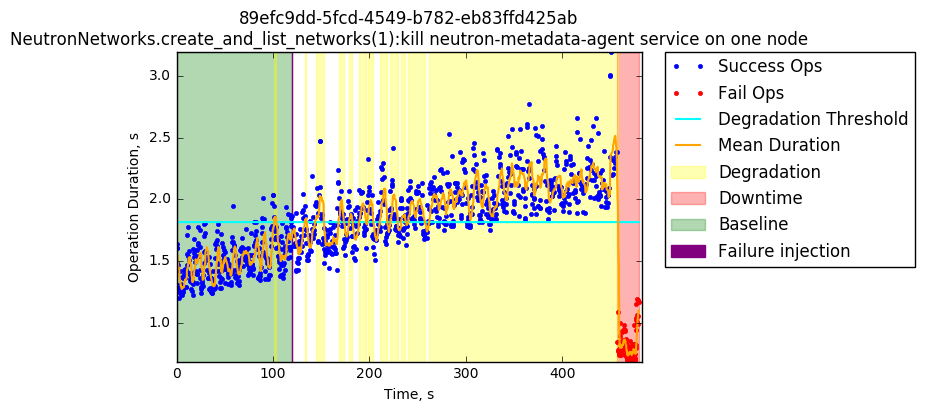 89efc9dd-5fcd-4549-b782-eb83ffd425ab
NeutronNetworks.create_and_list_networks(1):kill neutron-metadata-agent service on one node
Operation Duration, s
3.0
2.5
2.0
1.5
1.0
0
100
200
300
400
Time, s
Success Ops
Fail Ops
Degradation Threshold
Mean Duration
Degradation
Downtime
Baseline
Failure injection